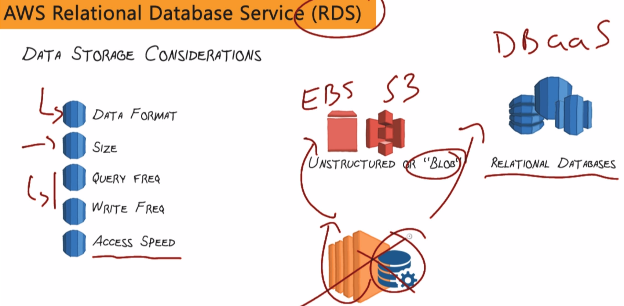 AWS Relational Database Service (RDS)
DBaaS
DATA STORAGE CONSIDERATIONS
EBS S3
DATA FORMAT
SIZE
QUERY FREQ
WRITE FREQ
ACCESS SPEED
UNSTRUCTURED OR "BLOB"
RELATIONAL DATABASES